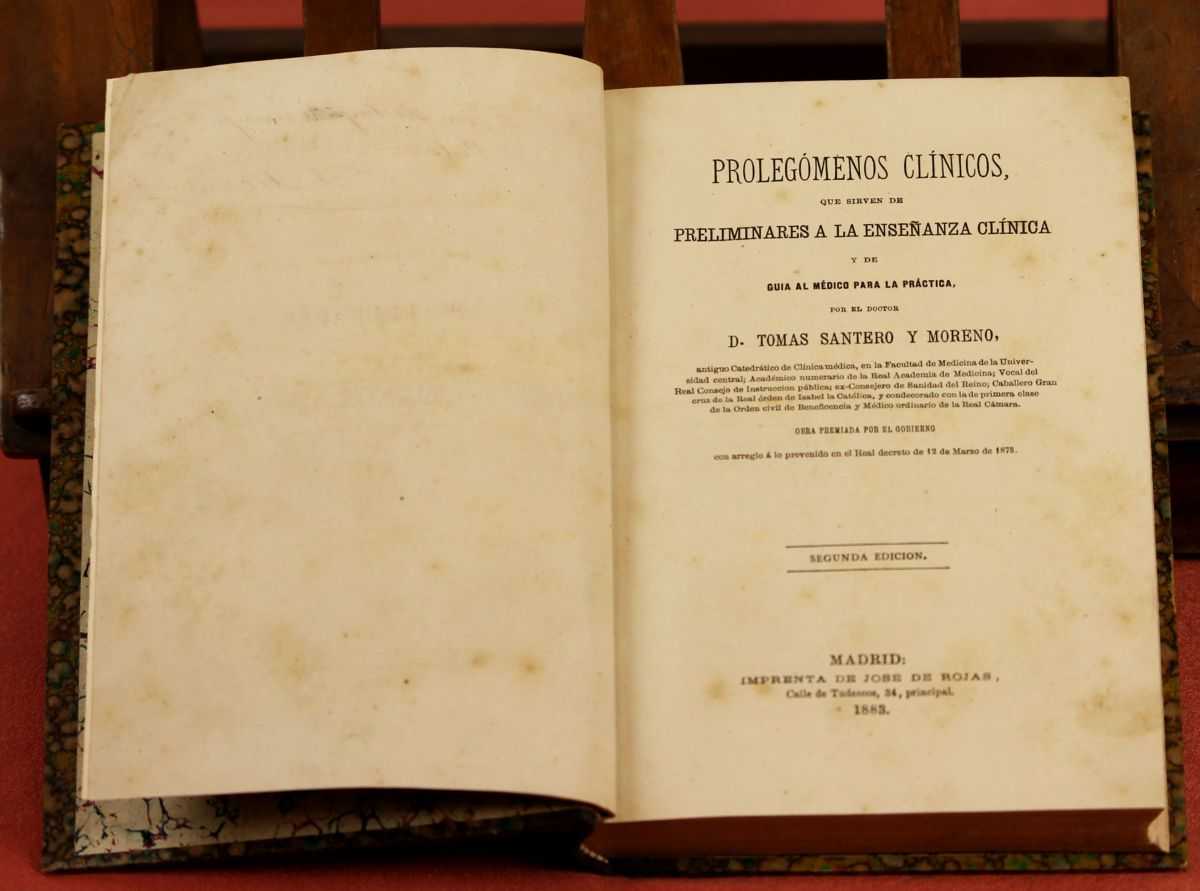 PROLEGÓMENOS CLÍNICOS,
QUE SIRVEN DE
PRELIMINARES A LA ENSEÑANZA CLÍNICA
Y DE
GUIA AL MÉDICO PARA LA PRÁCTICA,
POR EL DOCTOR
D. TOMAS SANTERO Y MORENO,
antiguo Catedrático de Clínica médica, en la Facultad de Medicina de la Univer-
sidad central; Académico numerario de la Real Academia de Medicina; Vocal del
Real Consejo de Instruccion pública; ex-Consejero de Sanidad del Reino; Caballero Gran
cruz de la Real órden de Isabel la Católica, y condecorado con la de primera clase
de la Orden civil de Beneficencia y Médico ordinario de la Real Cámara.
OBRA PREMIADA POR EL GOBIERNO
con arreglo á lo prevenido en el Real decreto de 12 de Marzo de 1875.
SEGUNDA EDICION.
MADRID:
IMPRENTA DE JOSÉ DE ROJAS,
Calle de Tudescos, 34, principal.
1883.